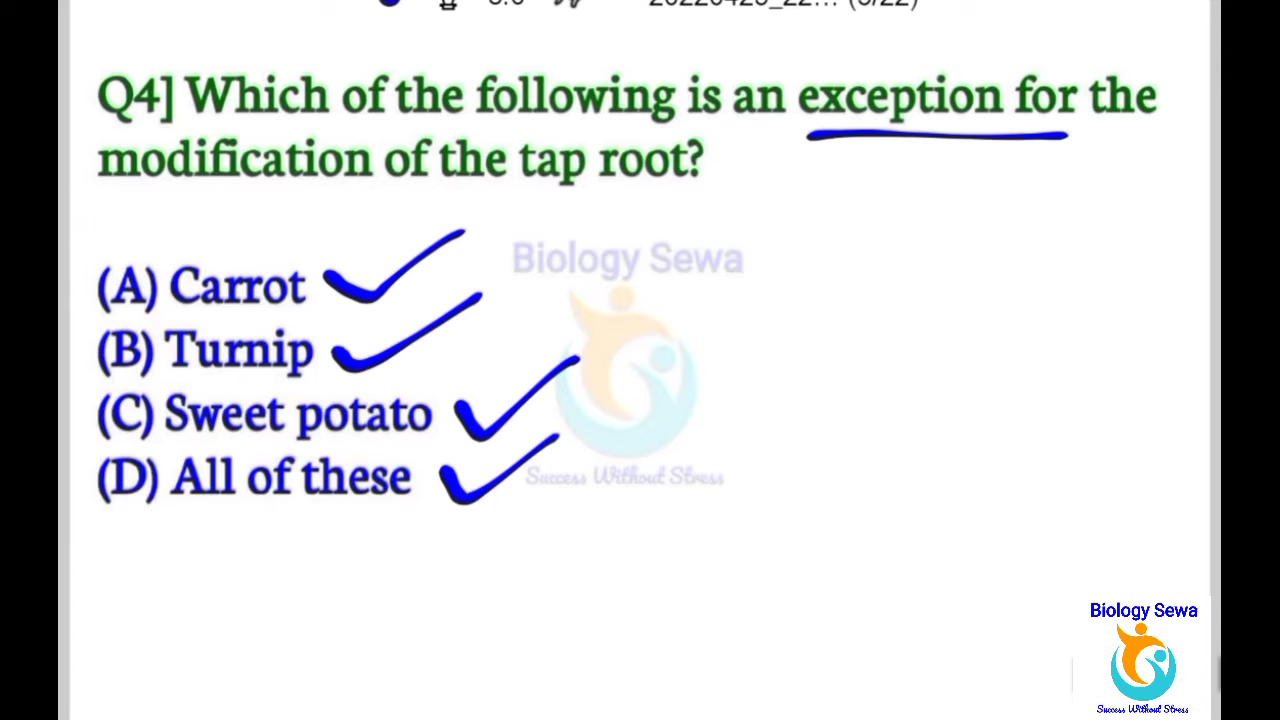 Q4] Which of the following is an exception for the
modification of the tap root?
Biology Sewa
(A) Carrot
(B) Turnip
(C) Sweet potato
(D) All of these
Success Without Stress
Biology Sewa
Success Without Stress